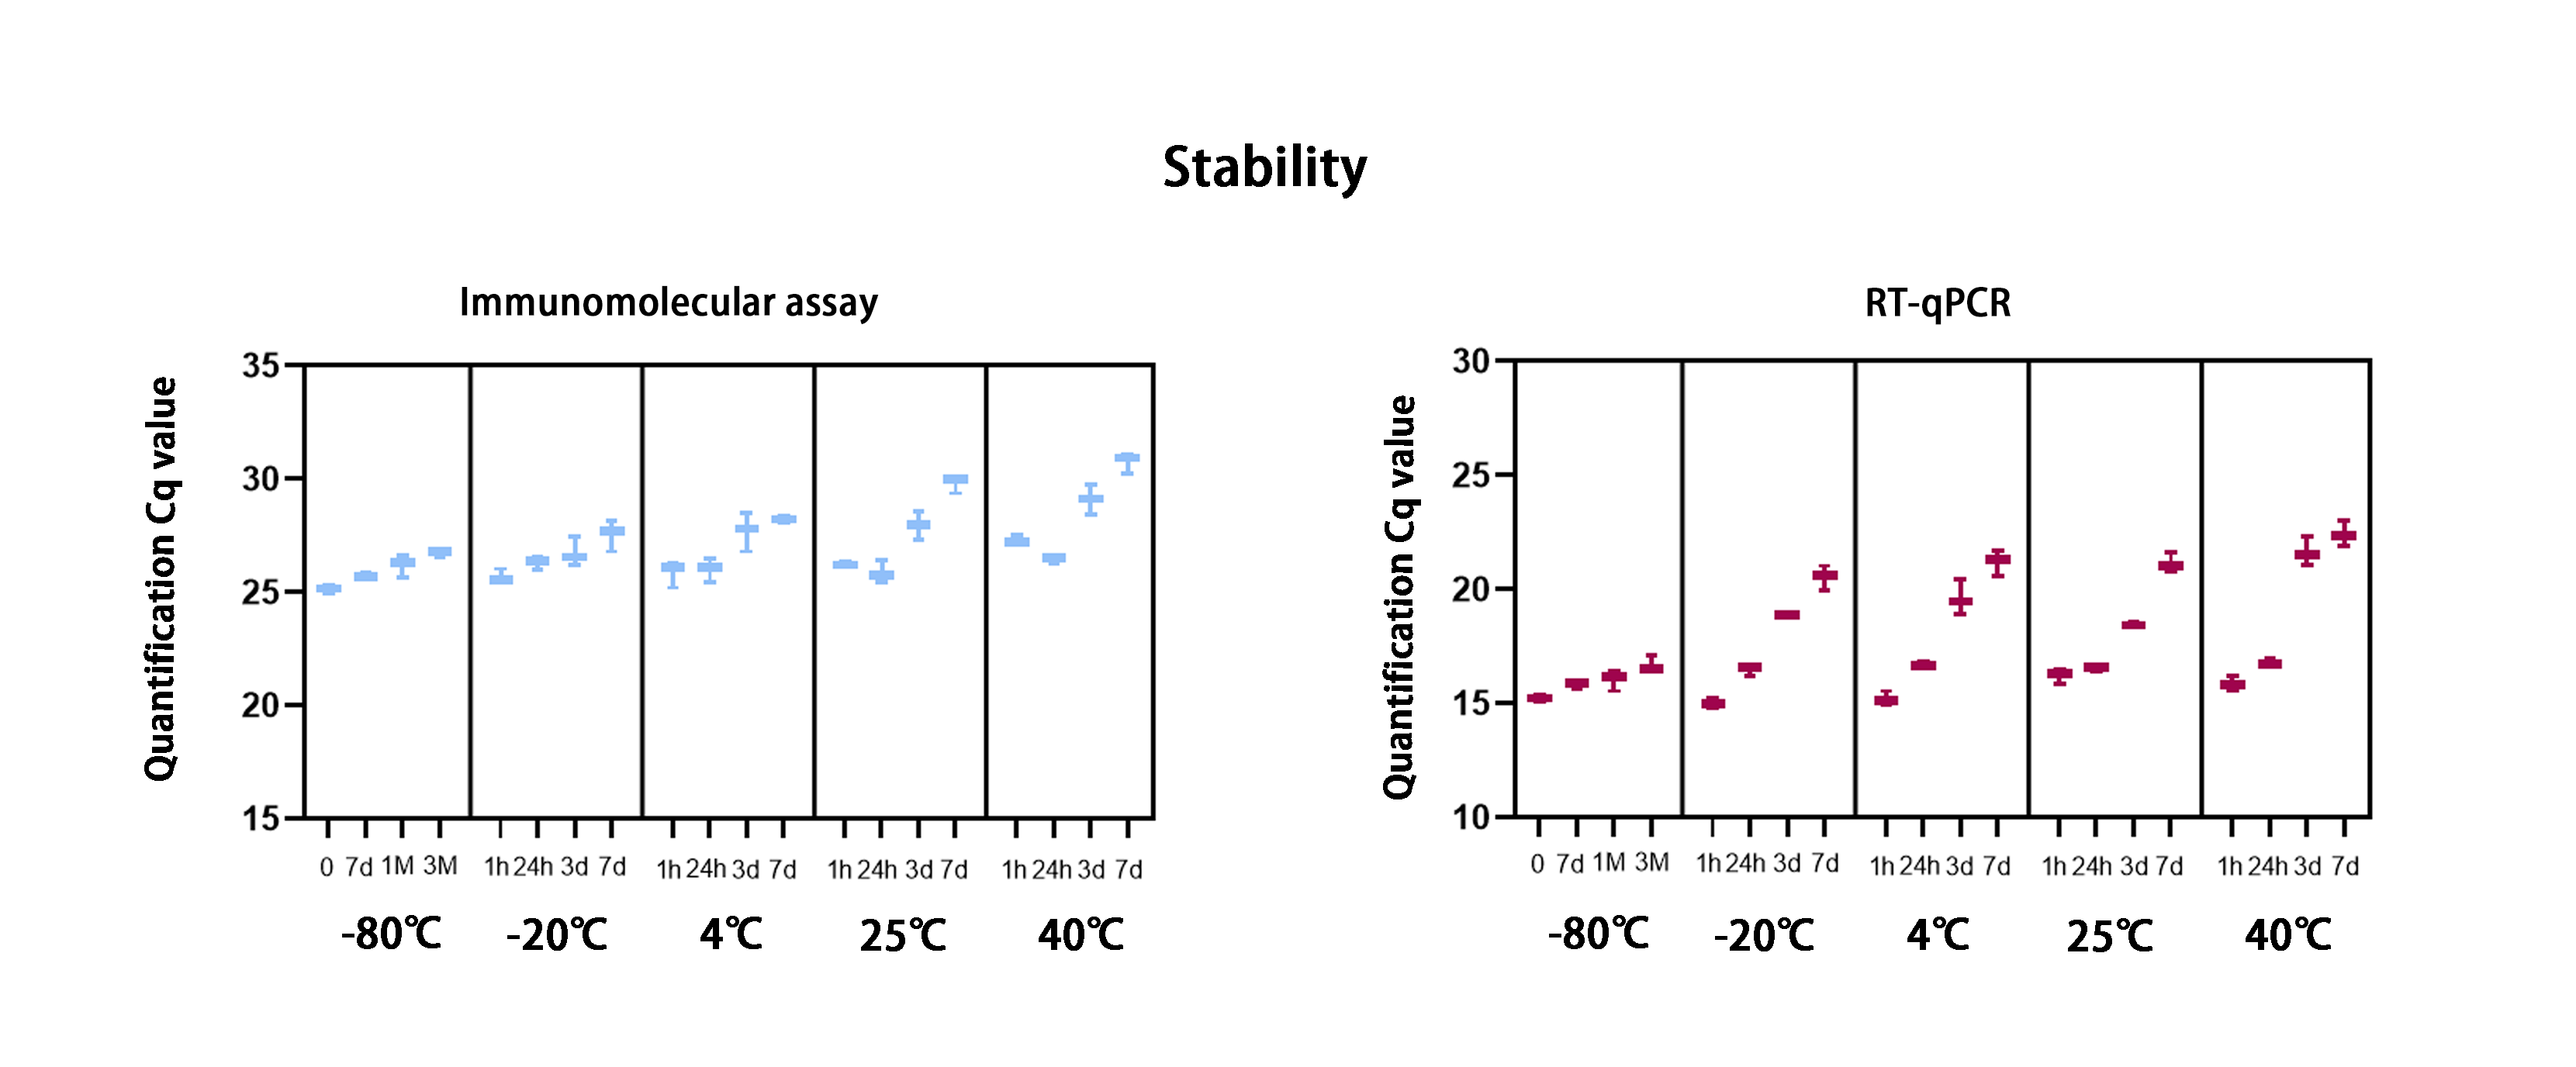 Stability
Immunomolecular assay
Quantification Cq value
35
30
25
20
15
0 7d 1M 3M 1h 24h 3d 7d 1h 24h 3d 7d 1h 24h 3d 7d 1h 24h 3d 7d
-80℃ -20℃ 4℃ 25℃ 40℃
RT-qPCR
Quantification Cq value
30
25
20
15
10
0 7d 1M 3M 1h 24h 3d 7d 1h 24h 3d 7d 1h 24h 3d 7d 1h 24h 3d 7d
-80℃ -20℃ 4℃ 25℃ 40℃